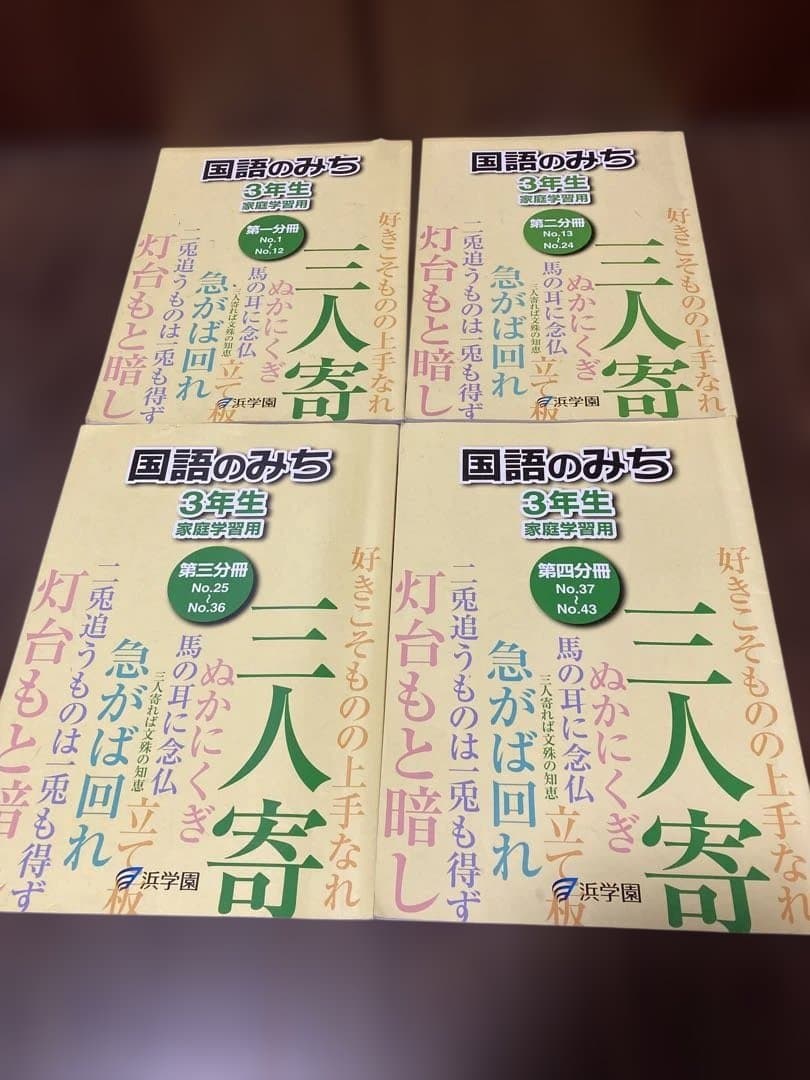 国語のみち
3年生
家庭学習用
第一分冊
No.1
〜
No.12
好きこそものの上手なれ
三人寄
ぬかにくぎ
馬の耳に念仏
三人寄れば文殊の知恵
立て板
急がば回れ
二兎追うものは一兎も得ず
灯台もと暗し
浜学園
国語のみち
3年生
家庭学習用
第二分冊
No.13
〜
No.24
好きこそものの上手なれ
三人寄
ぬかにくぎ
馬の耳に念仏
三人寄れば文殊の知恵
立て板
急がば回れ
二兎追うものは一兎も得ず
灯台もと暗し
浜学園
国語のみち
3年生
家庭学習用
第三分冊
No.25
〜
No.36
好きこそものの上手なれ
三人寄
ぬかにくぎ
馬の耳に念仏
三人寄れば文殊の知恵
立て板
急がば回れ
二兎追うものは一兎も得ず
灯台もと暗
浜学園
国語のみち
3年生
家庭学習用
第四分冊
No.37
〜
No.43
好きこそものの上手なれ
三人寄
ぬかにくぎ
馬の耳に念仏
三人寄れば文殊の知恵
立て板
急がば回れ
二兎追うものは一兎も得ず
灯台もと暗し
浜学園